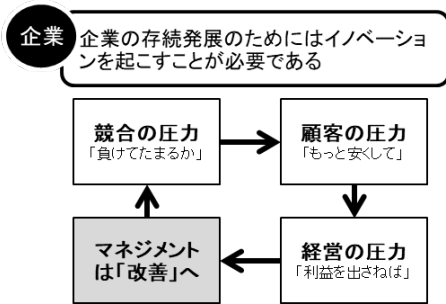 企業
企業の存続発展のためにはイノベーショ
ンを起こすことが必要である
競合の圧力
「負けてたまるか」
顧客の圧力
「もっと安くして」
マネジメント
は「改善」へ
経営の圧力
「利益を出さねば」